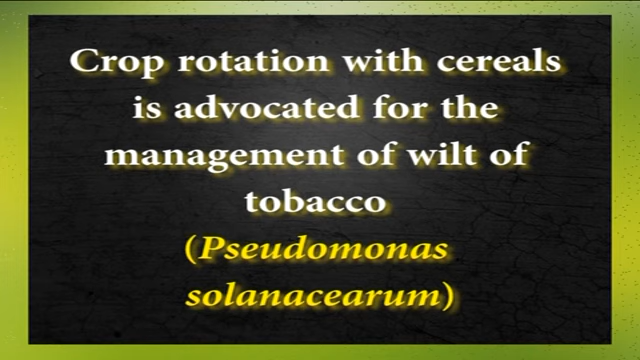 Crop rotation with cereals
is advocated for the
management of wilt of
tobacco
(Pseudomonas
solanacearum)